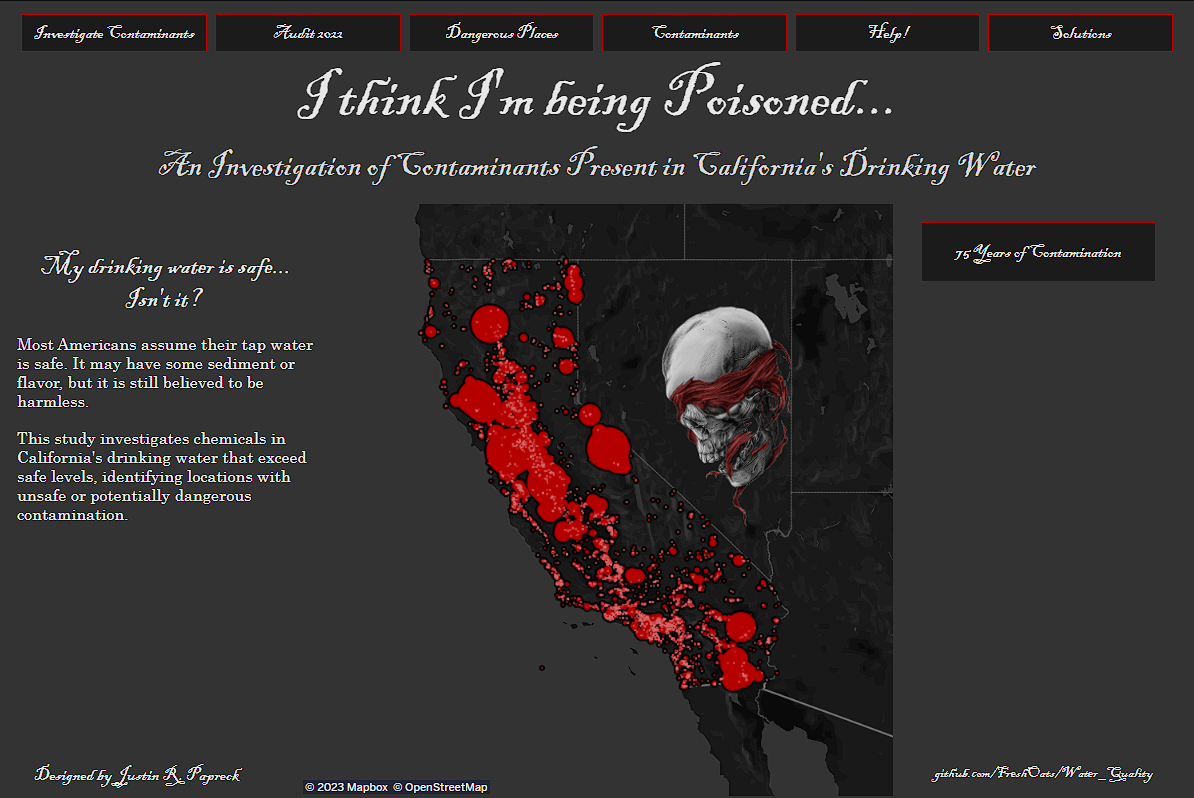 Investigate Contaminants
Audit 2022
Dangerous Places
Contaminants
Help!
Solutions
I think I'm being Poisoned...
An Investigation of Contaminants Present in California's Drinking Water
75 Years of Contamination
My drinking water is safe...
Isn't it?
Most Americans assume their tap water
is safe. It may have some sediment or
flavor, but it is still believed to be
harmless.
This study investigates chemicals in
California's drinking water that exceed
safe levels, identifying locations with
unsafe or potentially dangerous
contamination.
Designed by Justin R. Papreck
© 2023 Mapbox © OpenStreetMap
github.com/FreshOats/Water_Quality